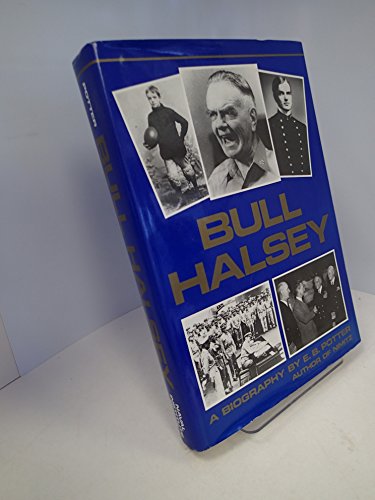 BULL
HALSEY
A BIOGRAPHY BY E. B. POTTER
AUTHOR OF NIMITZ
POTTER
BULL HALSEY